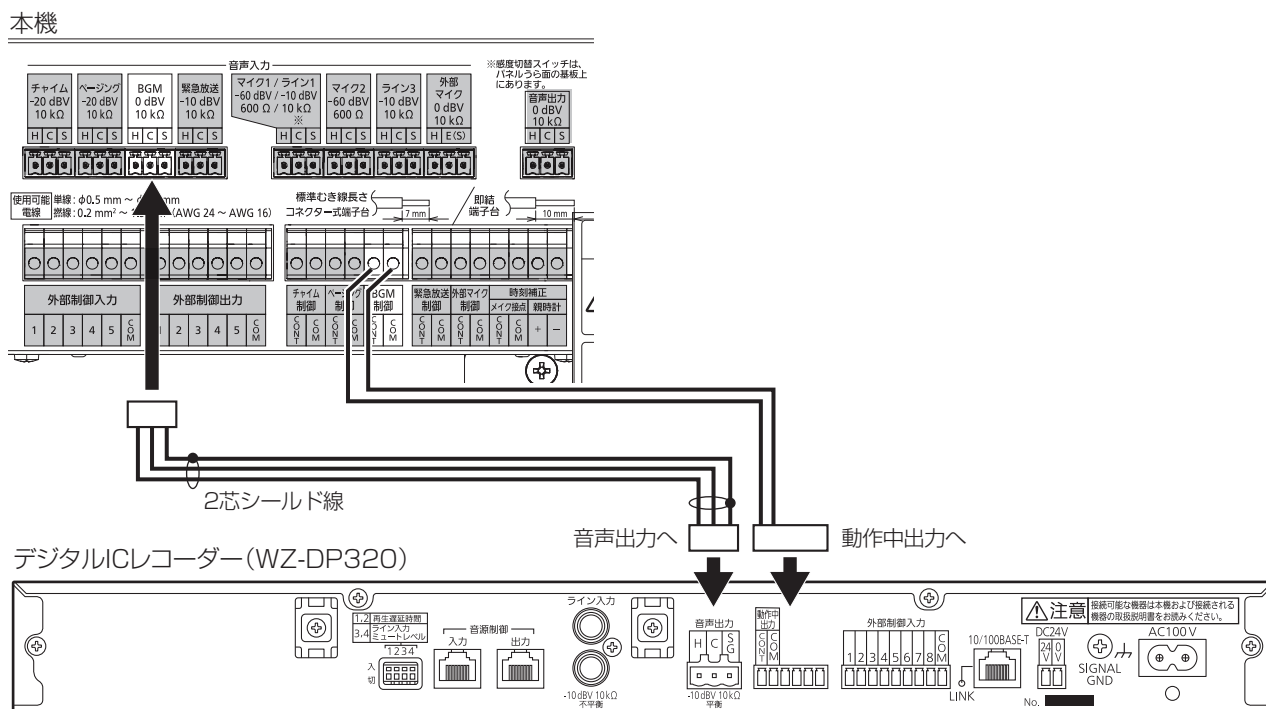 本機
音声入力
※感度切替スイッチは、
パネルうら面の基板上
にあります。
チャイム
-20 dBV
10 kΩ
H C S
ページング
-20 dBV
10 kΩ
H C S
BGM
0 dBV
10 kΩ
H C S
緊急放送
-10 dBV
10 kΩ
H C S
マイク1 / ライン1
-60 dBV / -10 dBV
600 Ω / 10 kΩ
※
H C S
マイク2
-60 dBV
600 Ω
H C S
ライン3
-10 dBV
10 kΩ
H C S
外部
マイク
0 dBV
10 kΩ
H E(S)
音声出力
0 dBV
10 kΩ
H C S
使用可能
電線
単線: φ0.5 mm ～ mm
撚線: 0.2 mm² ～ (AWG 24 ～ AWG 16)
標準むき線長さ
コネクター式端子台
7 mm
即結
端子台
10 mm
外部制御入力
1 2 3 4 5 COM
外部制御出力
1 2 3 4 5 COM
チャイム
制御
CONT COM
ページング
制御
CONT COM
BGM
制御
CONT COM
緊急放送
制御
CONT COM
外部マイク
制御
CONT COM
時刻補正
メイク接点
CONT COM
親時計
+ −
2芯シールド線
音声出力へ
動作中出力へ
デジタルICレコーダー(WZ-DP320)
1.2 再生遅延時間
3.4 ライン入力
ミュートレベル
1 2 3 4
入
切
音源制御
入力
出力
ライン入力
-10dBV 10kΩ
不平衡
音声出力
H C SG
-10dBV 10kΩ
平衡
動作中
出力
CONT COM
外部制御入力
1 2 3 4 5 6 7 8 COM
10/100BASE-T
LINK
⚠注意
接続可能な機器は本機および接続される
機器の取扱説明書をお読みください。
DC24V
24V 0V
SIGNAL
GND
AC100V
No.